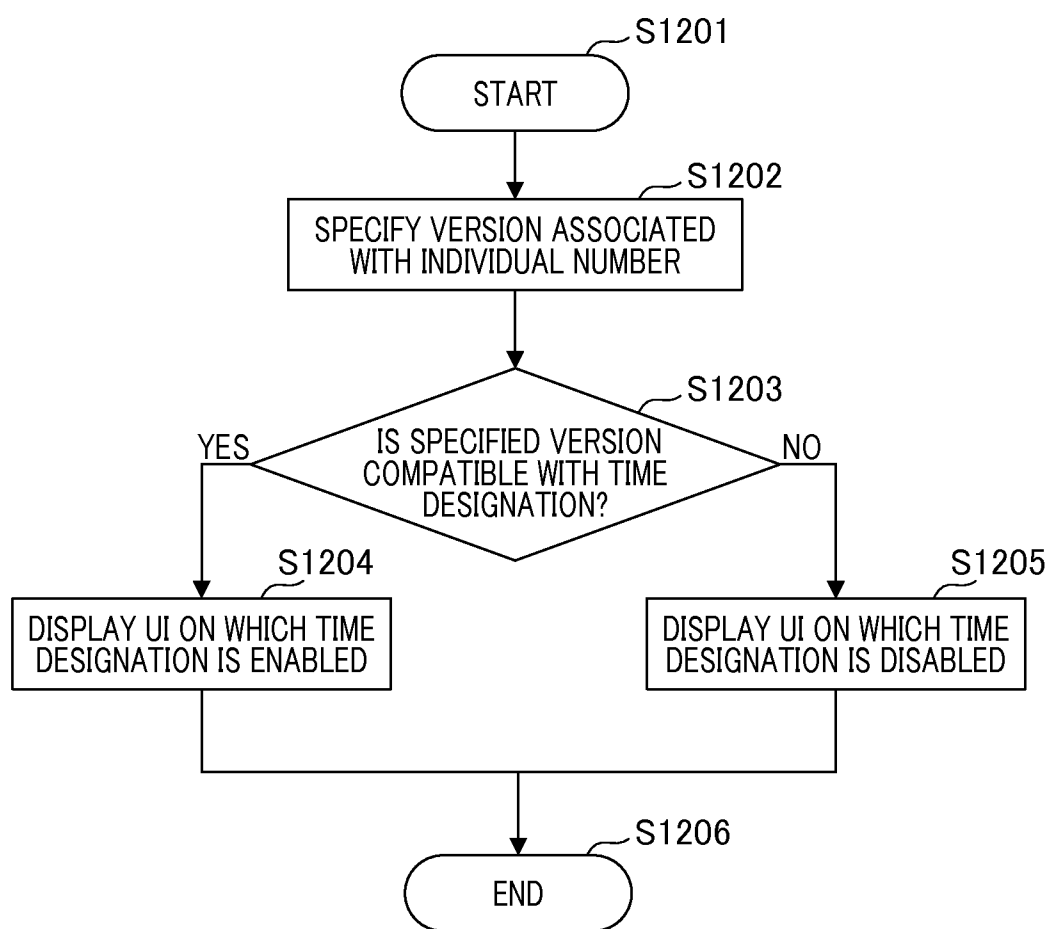 S1201
START
S1202
SPECIFY VERSION ASSOCIATED
WITH INDIVIDUAL NUMBER
S1203
YES
IS SPECIFIED VERSION
COMPATIBLE WITH TIME
DESIGNATION?
NO
S1204
DISPLAY UI ON WHICH TIME
DESIGNATION IS ENABLED
S1205
DISPLAY UI ON WHICH TIME
DESIGNATION IS DISABLED
S1206
END